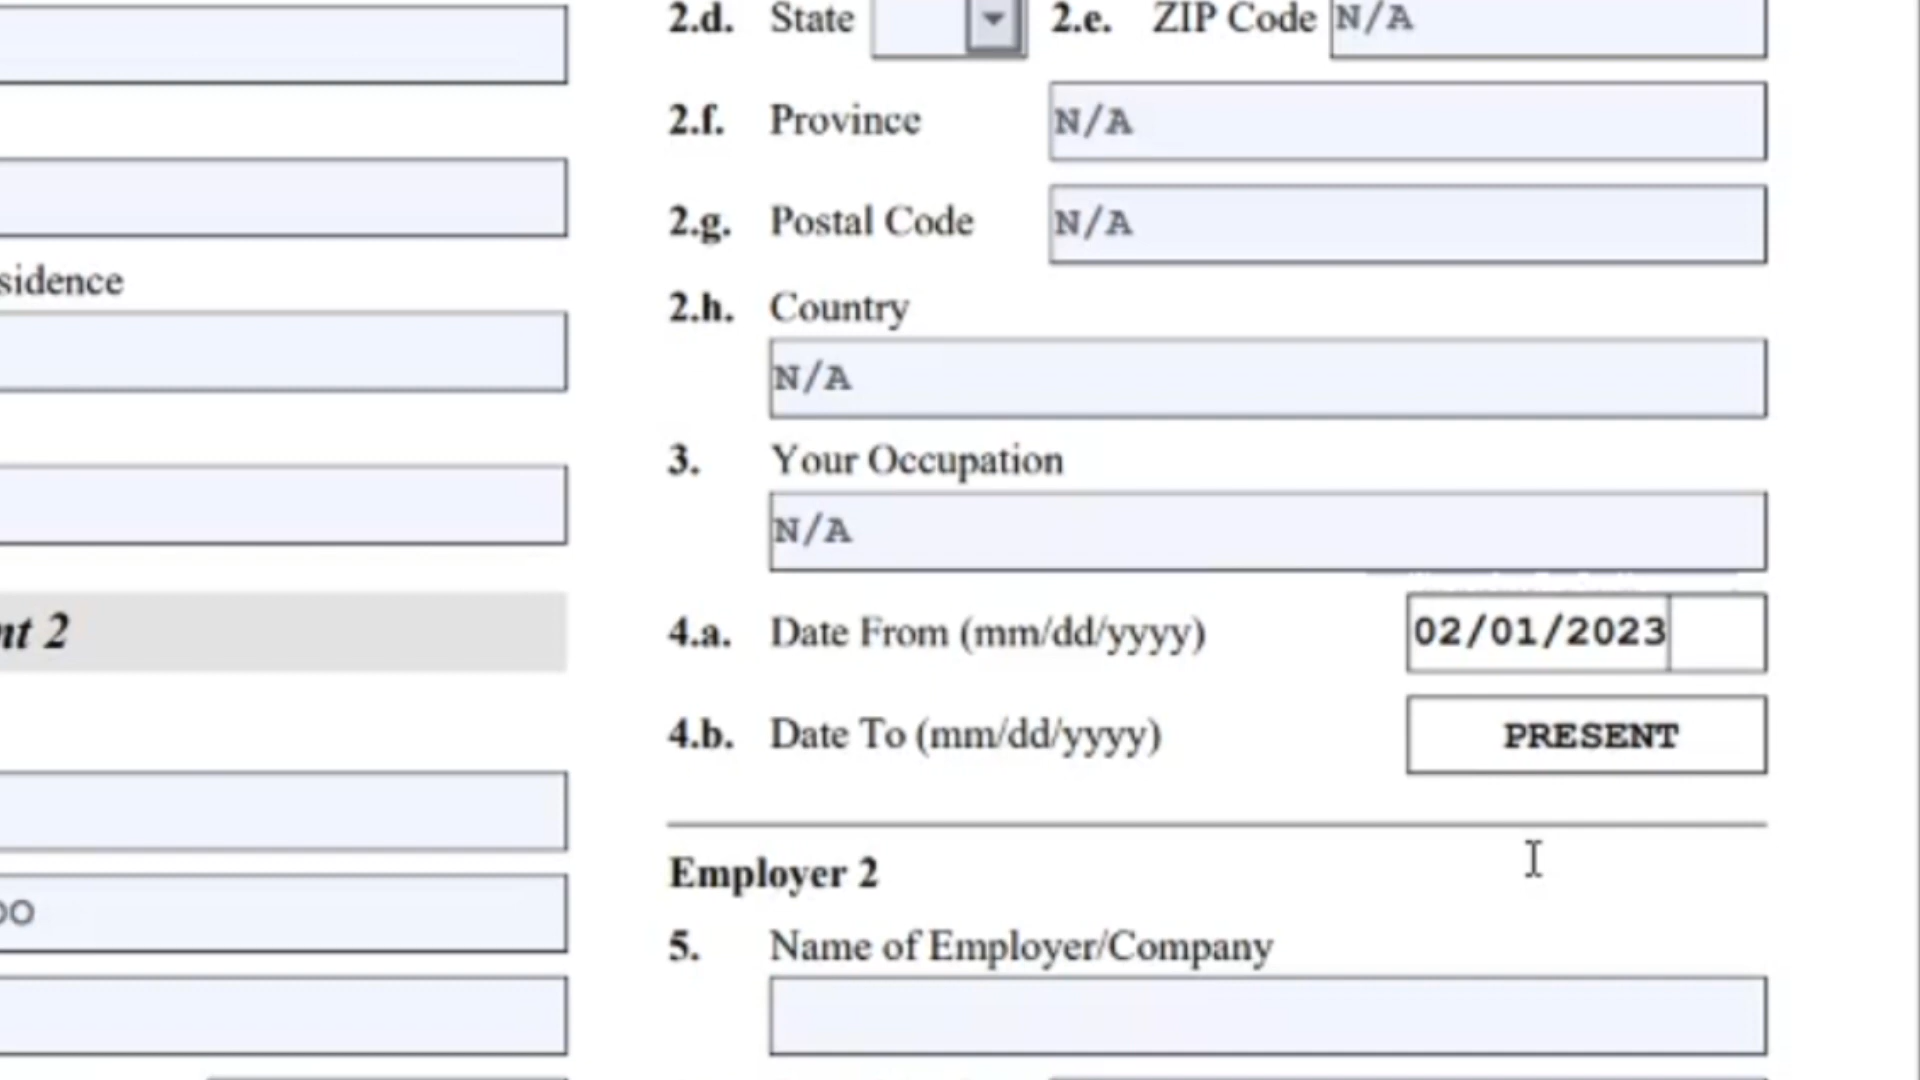 sidence
nt 2
OO
2.d. State 2.e. ZIP Code N/A
2.f. Province N/A
2.g. Postal Code N/A
2.h. Country
N/A
3. Your Occupation
N/A
4.a. Date From (mm/dd/yyyy) 02/01/2023
4.b. Date To (mm/dd/yyyy) PRESENT
Employer 2
5. Name of Employer/Company